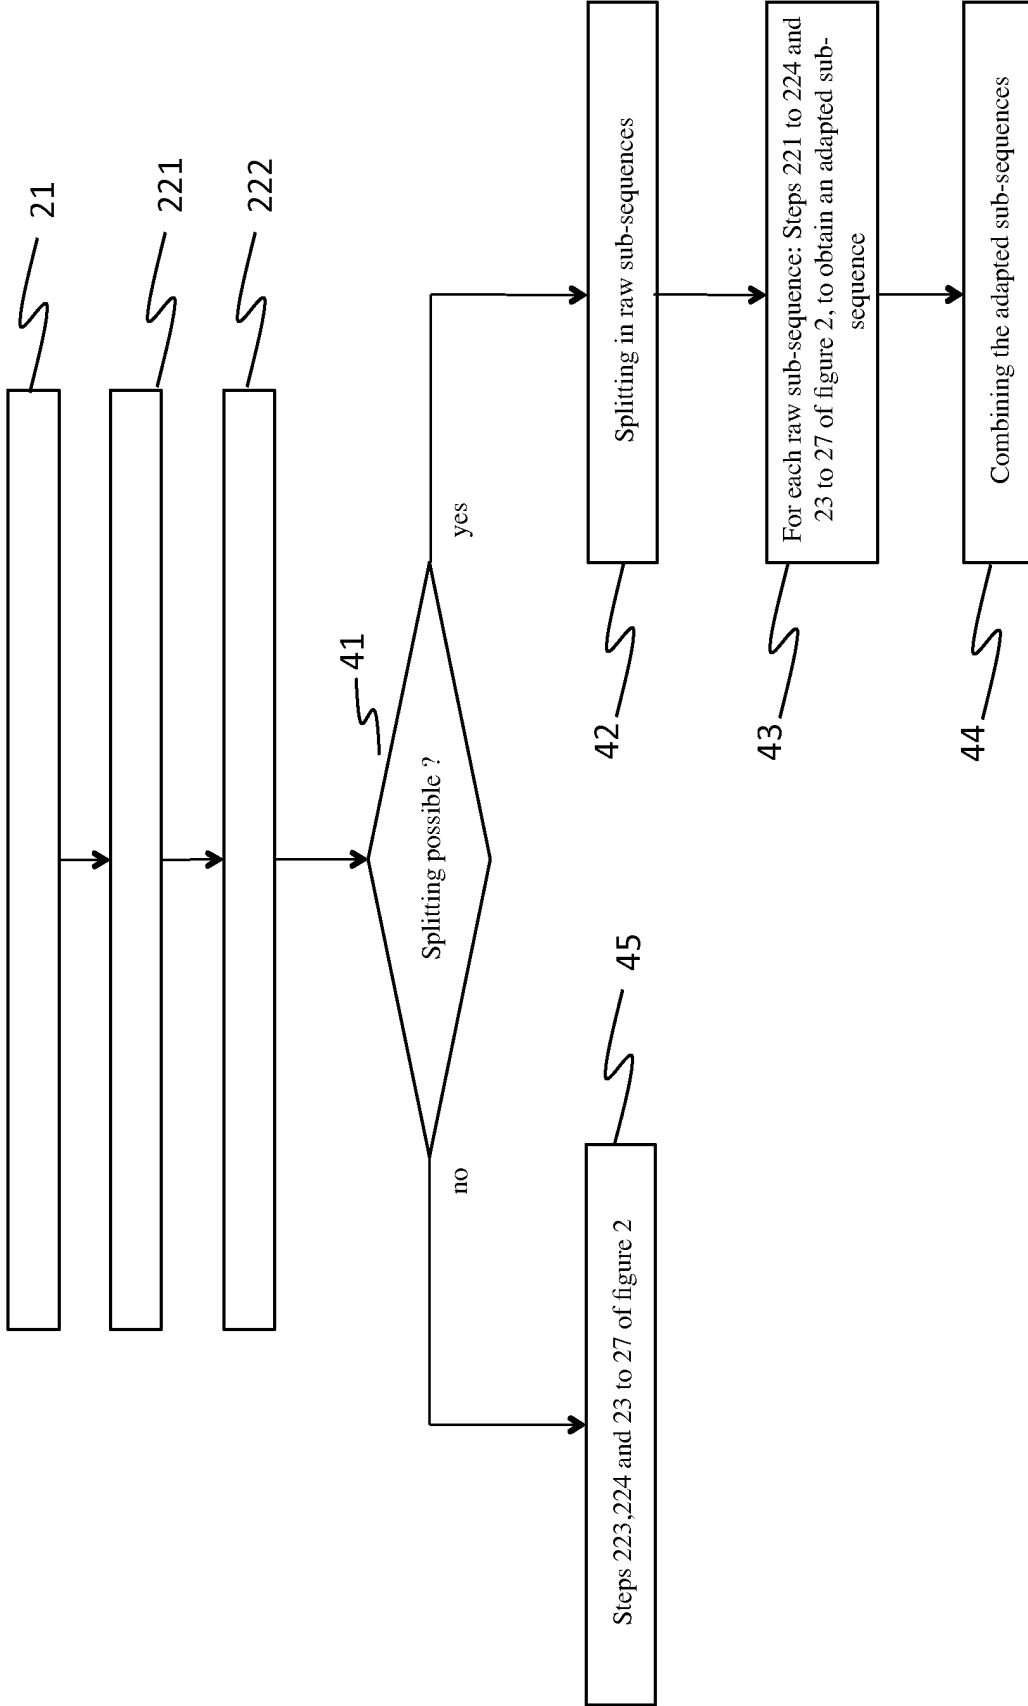 21
221
222
41
Splitting possible ?
yes
no
42
Splitting in raw sub-sequences
43
For each raw sub-sequence: Steps 221 to 224 and
23 to 27 of figure 2, to obtain an adapted sub-
sequence
44
Combining the adapted sub-sequences
45
Steps 223,224 and 23 to 27 of figure 2